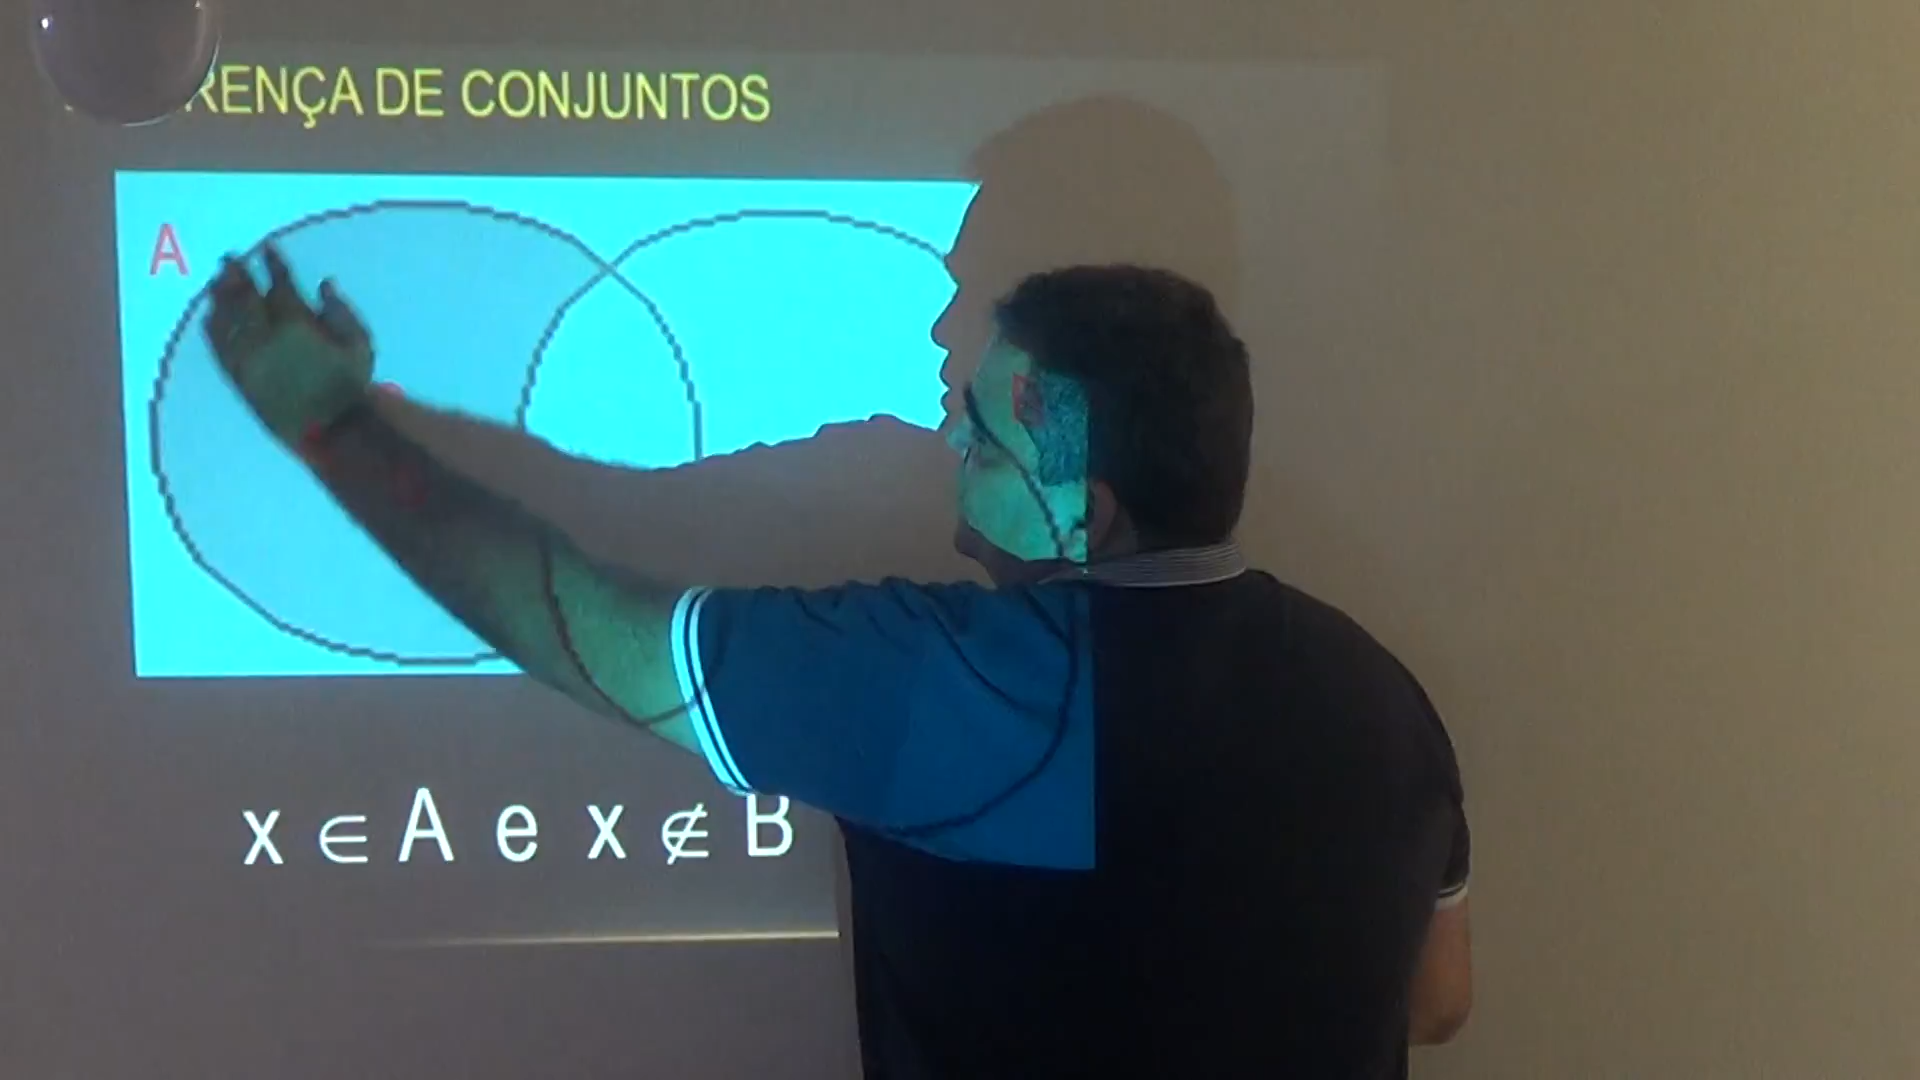 RENÇA DE CONJUNTOS
A
x ∈ A e x ∉ B